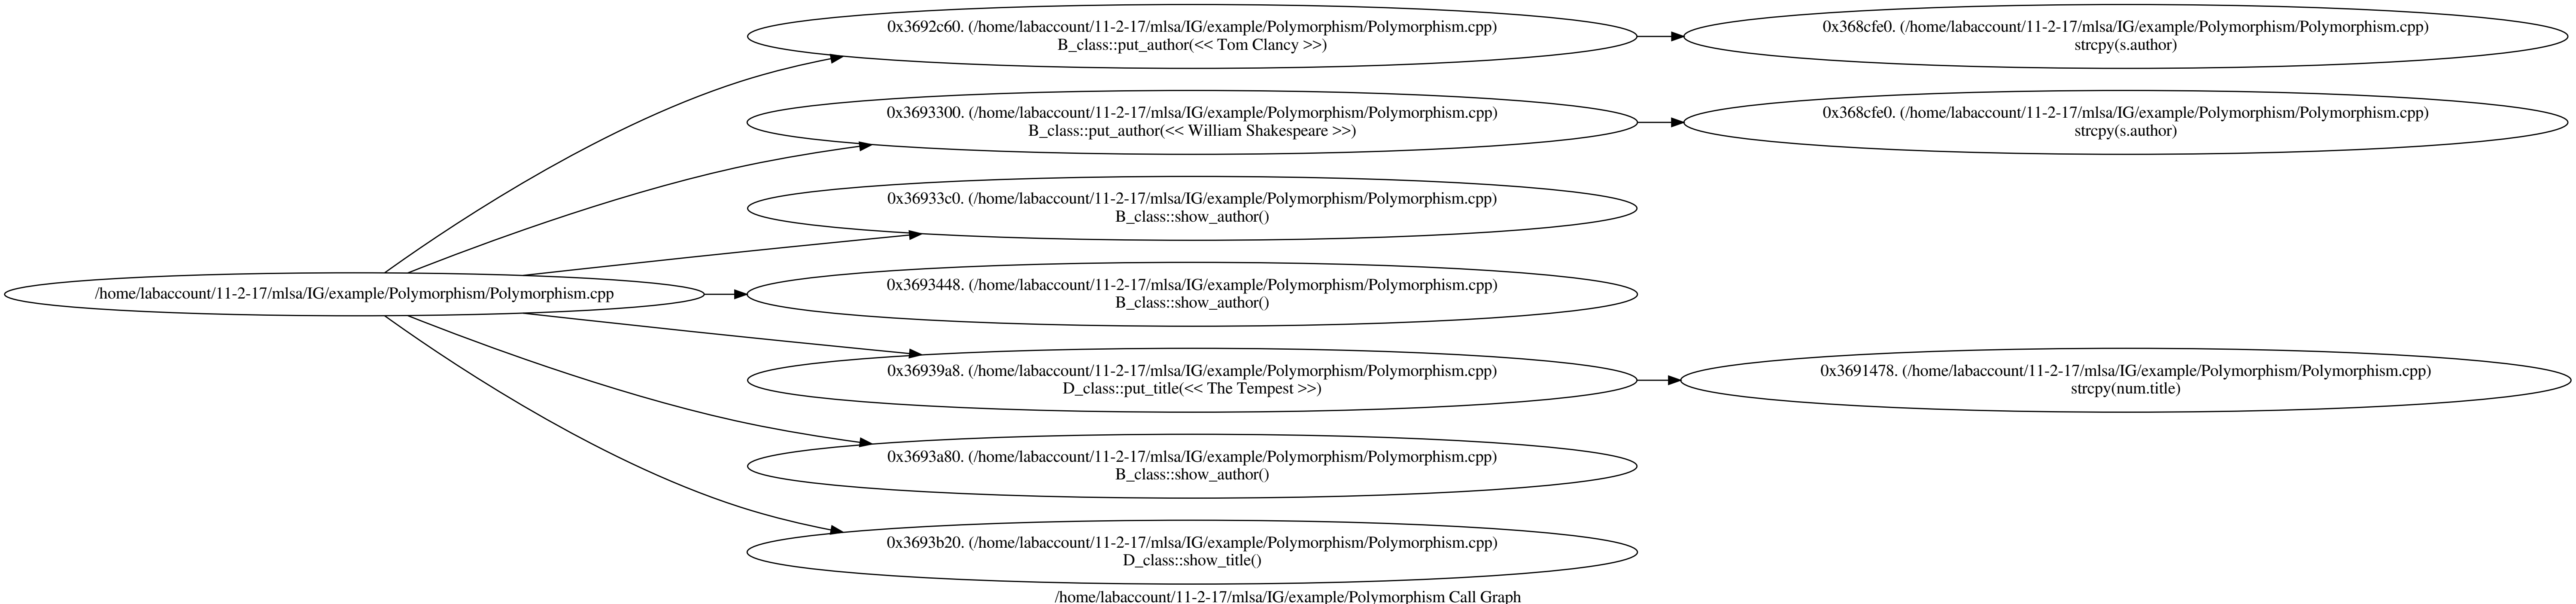 0x3692c60. (/home/labaccount/11-2-17/mlsa/IG/example/Polymorphism/Polymorphism.cpp)
B_class::put_author(<< Tom Clancy >>)
0x368cfe0. (/home/labaccount/11-2-17/mlsa/IG/example/Polymorphism/Polymorphism.cpp)
strcpy(s.author)
0x3693300. (/home/labaccount/11-2-17/mlsa/IG/example/Polymorphism/Polymorphism.cpp)
B_class::put_author(<< William Shakespeare >>)
0x368cfe0. (/home/labaccount/11-2-17/mlsa/IG/example/Polymorphism/Polymorphism.cpp)
strcpy(s.author)
0x36933c0. (/home/labaccount/11-2-17/mlsa/IG/example/Polymorphism/Polymorphism.cpp)
B_class::show_author()
/home/labaccount/11-2-17/mlsa/IG/example/Polymorphism/Polymorphism.cpp
0x3693448. (/home/labaccount/11-2-17/mlsa/IG/example/Polymorphism/Polymorphism.cpp)
B_class::show_author()
0x36939a8. (/home/labaccount/11-2-17/mlsa/IG/example/Polymorphism/Polymorphism.cpp)
D_class::put_title(<< The Tempest >>)
0x3691478. (/home/labaccount/11-2-17/mlsa/IG/example/Polymorphism/Polymorphism.cpp)
strcpy(num.title)
0x3693a80. (/home/labaccount/11-2-17/mlsa/IG/example/Polymorphism/Polymorphism.cpp)
B_class::show_author()
0x3693b20. (/home/labaccount/11-2-17/mlsa/IG/example/Polymorphism/Polymorphism.cpp)
D_class::show_title()
/home/labaccount/11-2-17/mlsa/IG/example/Polymorphism Call Graph